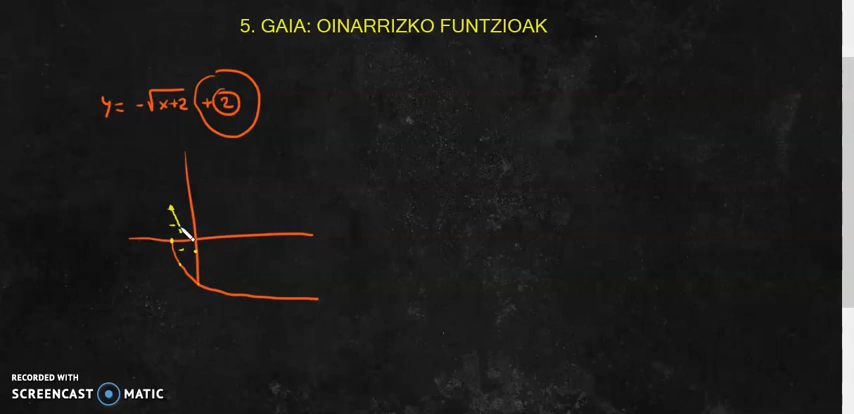 5. GAIA: OINARRIZKO FUNTZIOAK
y = -√x+2 +2
RECORDED WITH
SCREENCAST MATIC